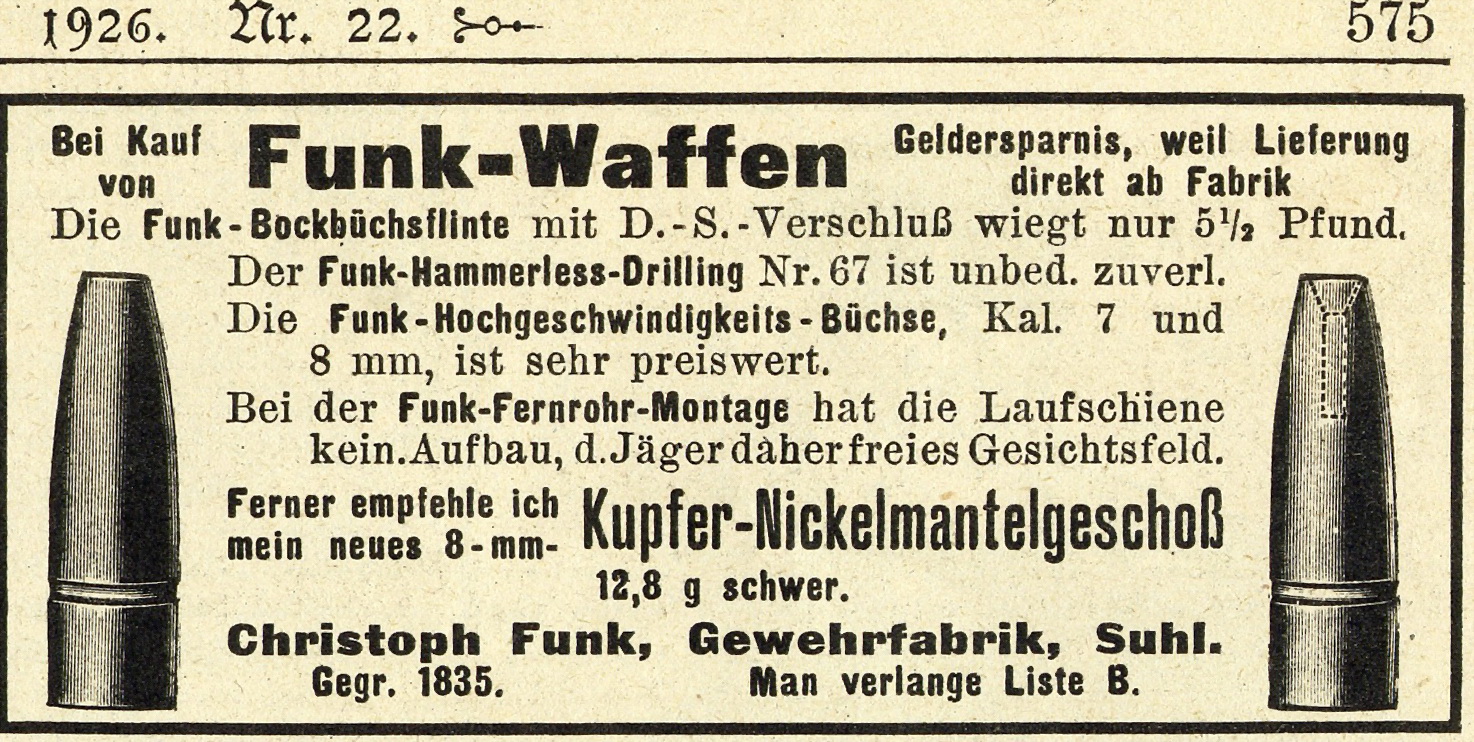 1926. Nr. 22.
575
Bei Kauf
von
Funk-Waffen
Geldersparnis, weil Lieferung
direkt ab Fabrik
Die Funk-Bockbüchsflinte mit D.-S.-Verschluß wiegt nur 5½ Pfund.
Der Funk-Hammerless-Drilling Nr. 67 ist unbed. zuverl.
Die Funk-Hochgeschwindigkeits-Büchse, Kal. 7 und
8 mm, ist sehr preiswert.
Bei der Funk-Fernrohr-Montage hat die Laufschiene
kein. Aufbau, d. Jäger daher freies Gesichtsfeld.
Ferner empfehle ich
mein neues 8-mm-
Kupfer-Nickelmantelgeschoß
12,8 g schwer.
Christoph Funk, Gewehrfabrik, Suhl.
Gegr. 1835. Man verlange Liste B.